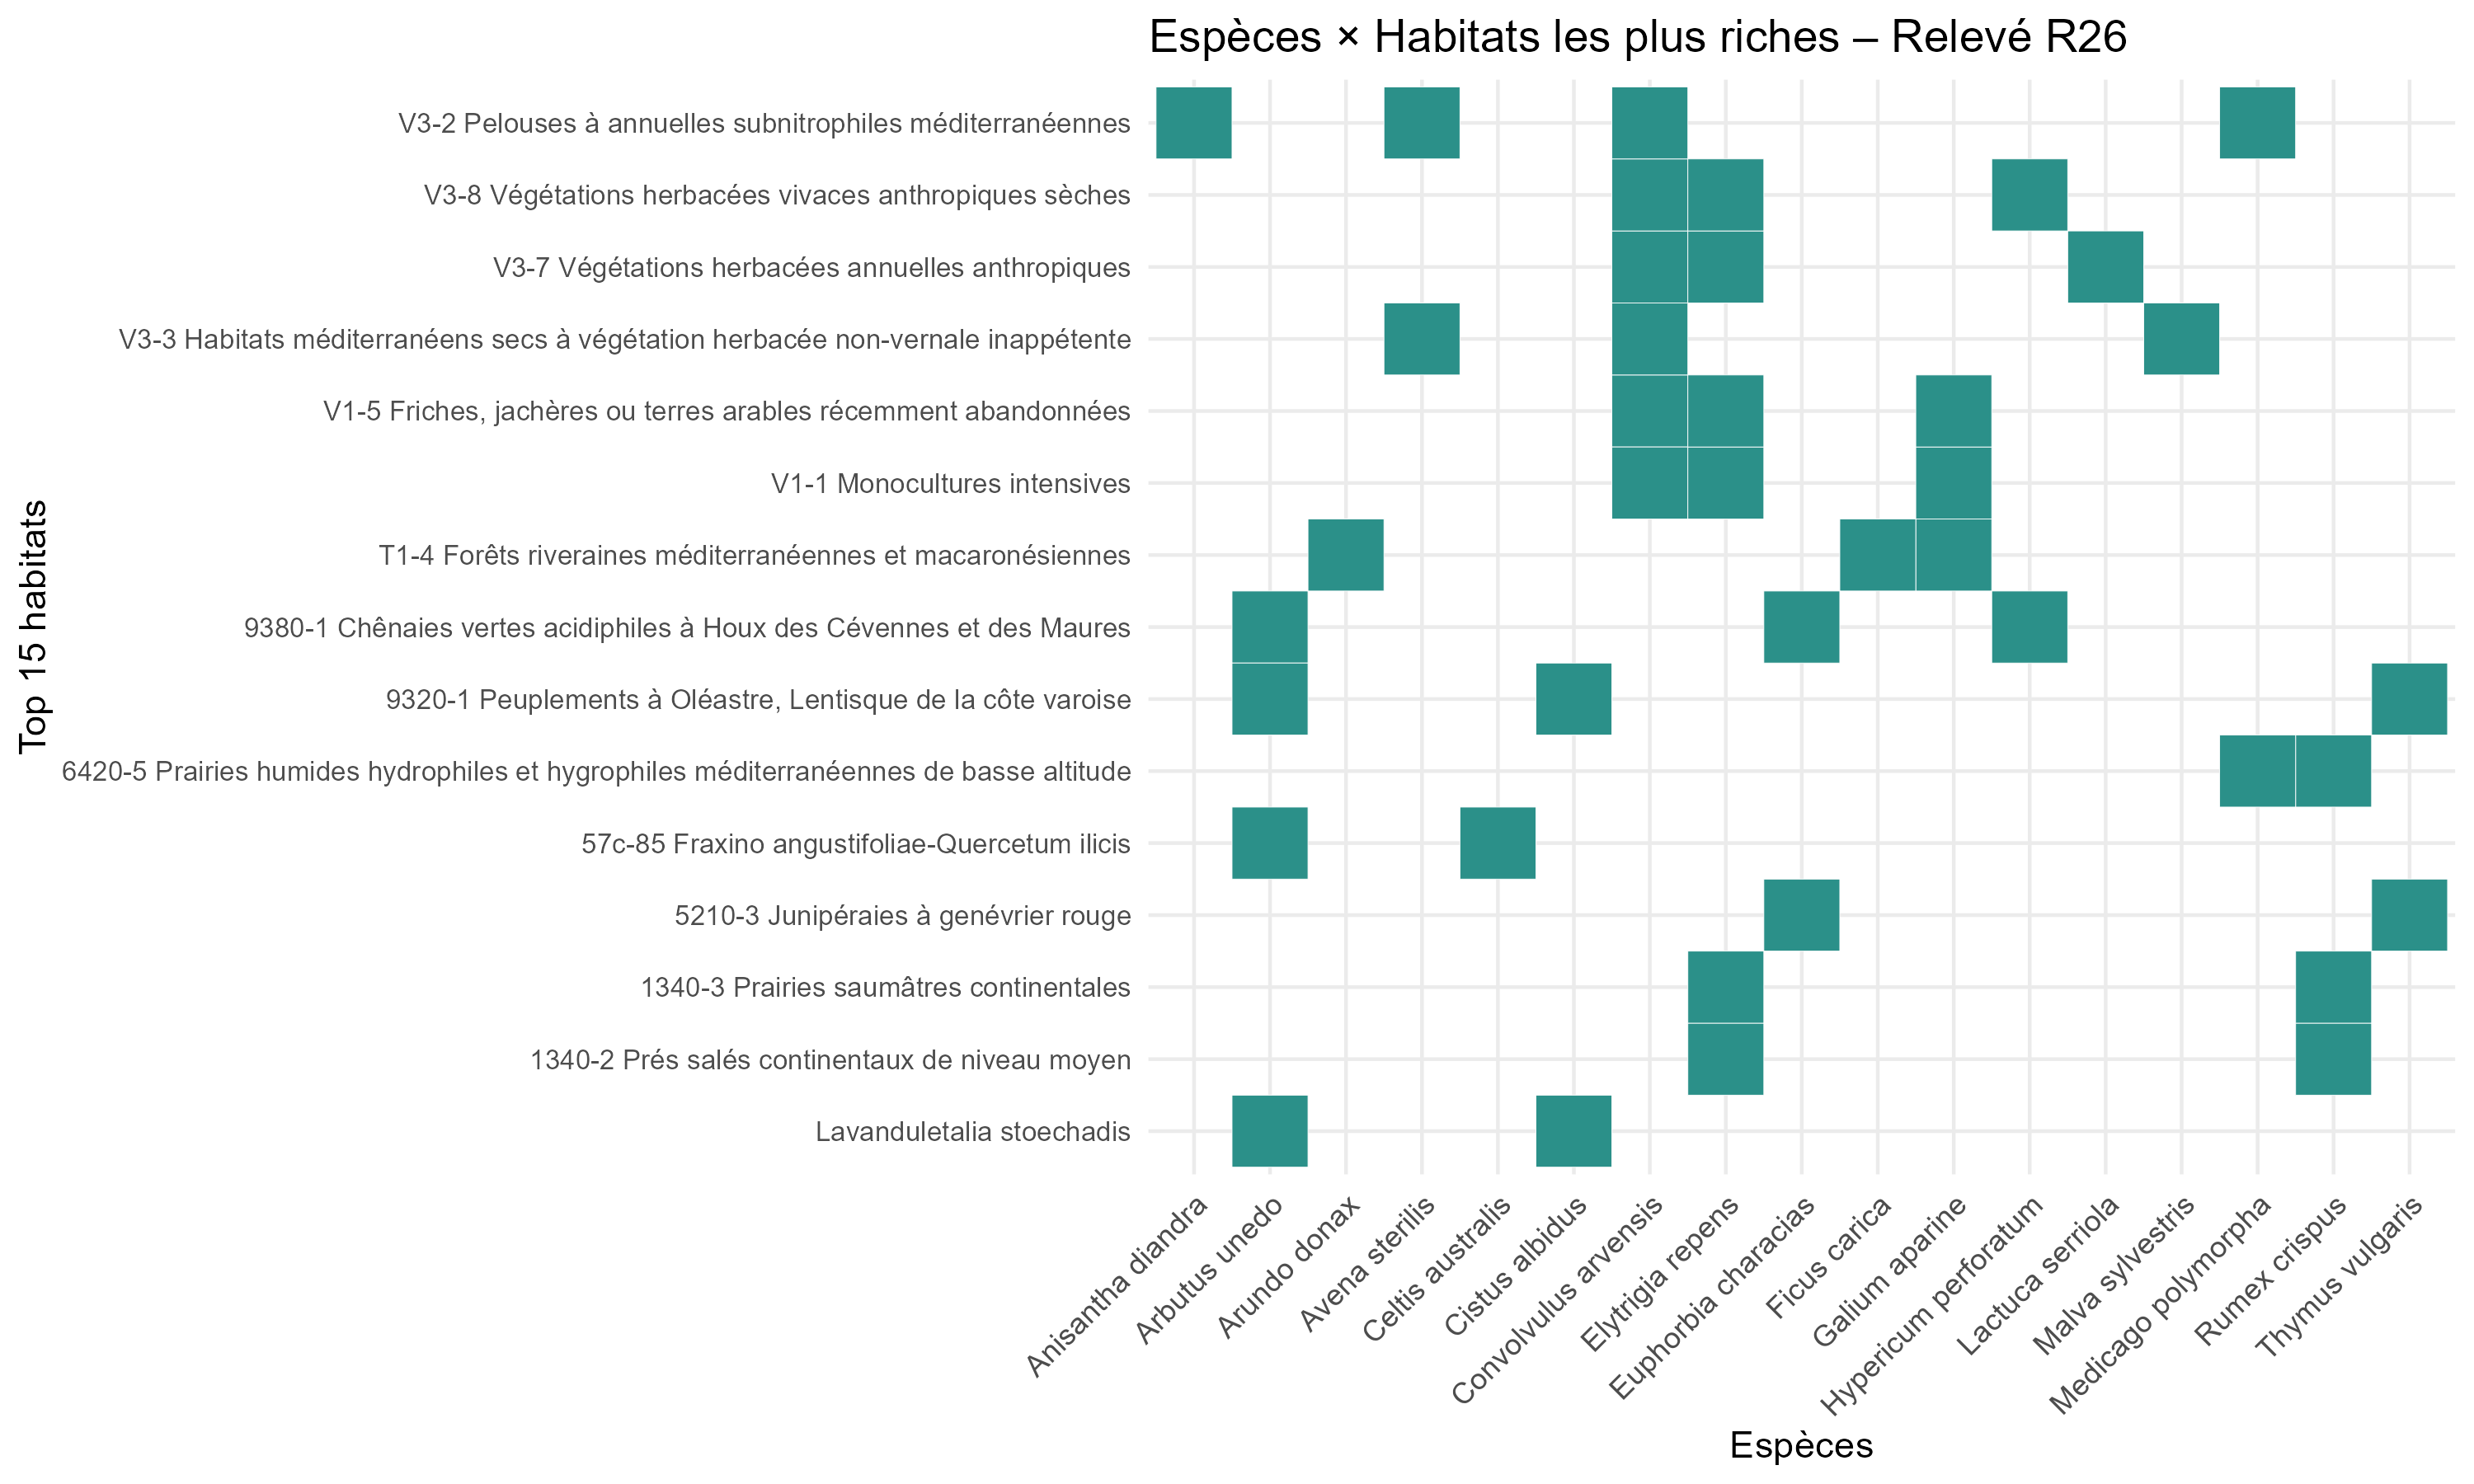 Espèces × Habitats les plus riches – Relevé R26
Top 15 habitats
V3-2 Pelouses à annuelles subnitrophiles méditerranéennes
V3-8 Végétations herbacées vivaces anthropiques sèches
V3-7 Végétations herbacées annuelles anthropiques
V3-3 Habitats méditerranéens secs à végétation herbacée non-vernale inappétente
V1-5 Friches, jachères ou terres arables récemment abandonnées
V1-1 Monocultures intensives
T1-4 Forêts riveraines méditerranéennes et macaronésiennes
9380-1 Chênaies vertes acidiphiles à Houx des Cévennes et des Maures
9320-1 Peuplements à Oléastre, Lentisque de la côte varoise
6420-5 Prairies humides hydrophiles et hygrophiles méditerranéennes de basse altitude
57c-85 Fraxino angustifoliae-Quercetum ilicis
5210-3 Junipéraies à genévrier rouge
1340-3 Prairies saumâtres continentales
1340-2 Prés salés continentaux de niveau moyen
Lavanduletalia stoechadis
Anisantha diandra
Arbutus unedo
Arundo donax
Avena sterilis
Celtis australis
Cistus albidus
Convolvulus arvensis
Elytrigia repens
Euphorbia characias
Ficus carica
Galium aparine
Hypericum perforatum
Lactuca serriola
Malva sylvestris
Medicago polymorpha
Rumex crispus
Thymus vulgaris
Espèces